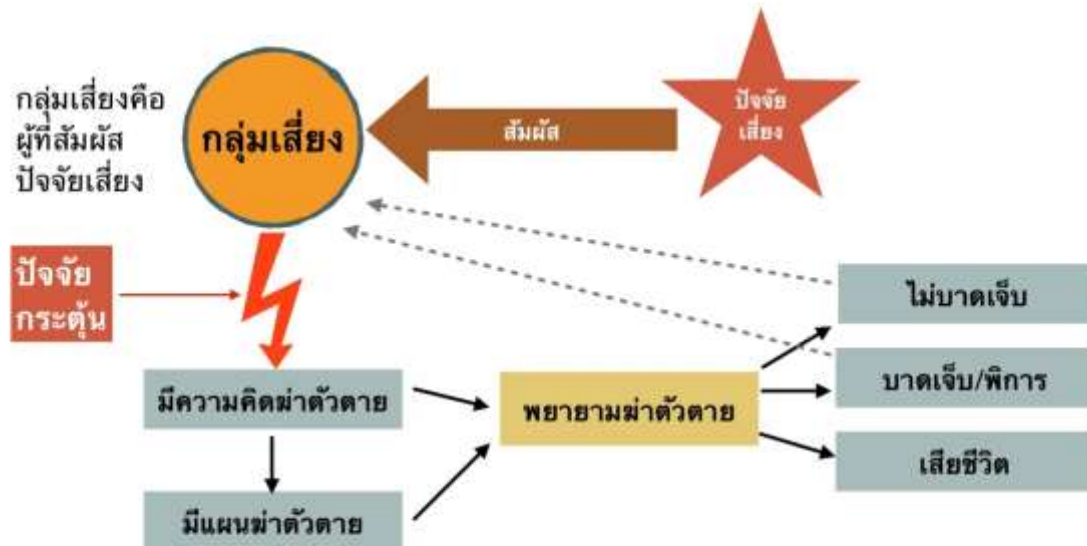 กลุ่มเสี่ยงคือ
ผู้ที่สัมผัส
ปัจจัยเสี่ยง
กลุ่มเสี่ยง
สัมผัส
ปัจจัย
เสี่ยง
ปัจจัย
กระตุ้น
มีความคิดฆ่าตัวตาย
มีแผนฆ่าตัวตาย
พยายามฆ่าตัวตาย
ไม่บาดเจ็บ
บาดเจ็บ/พิการ
เสียชีวิต